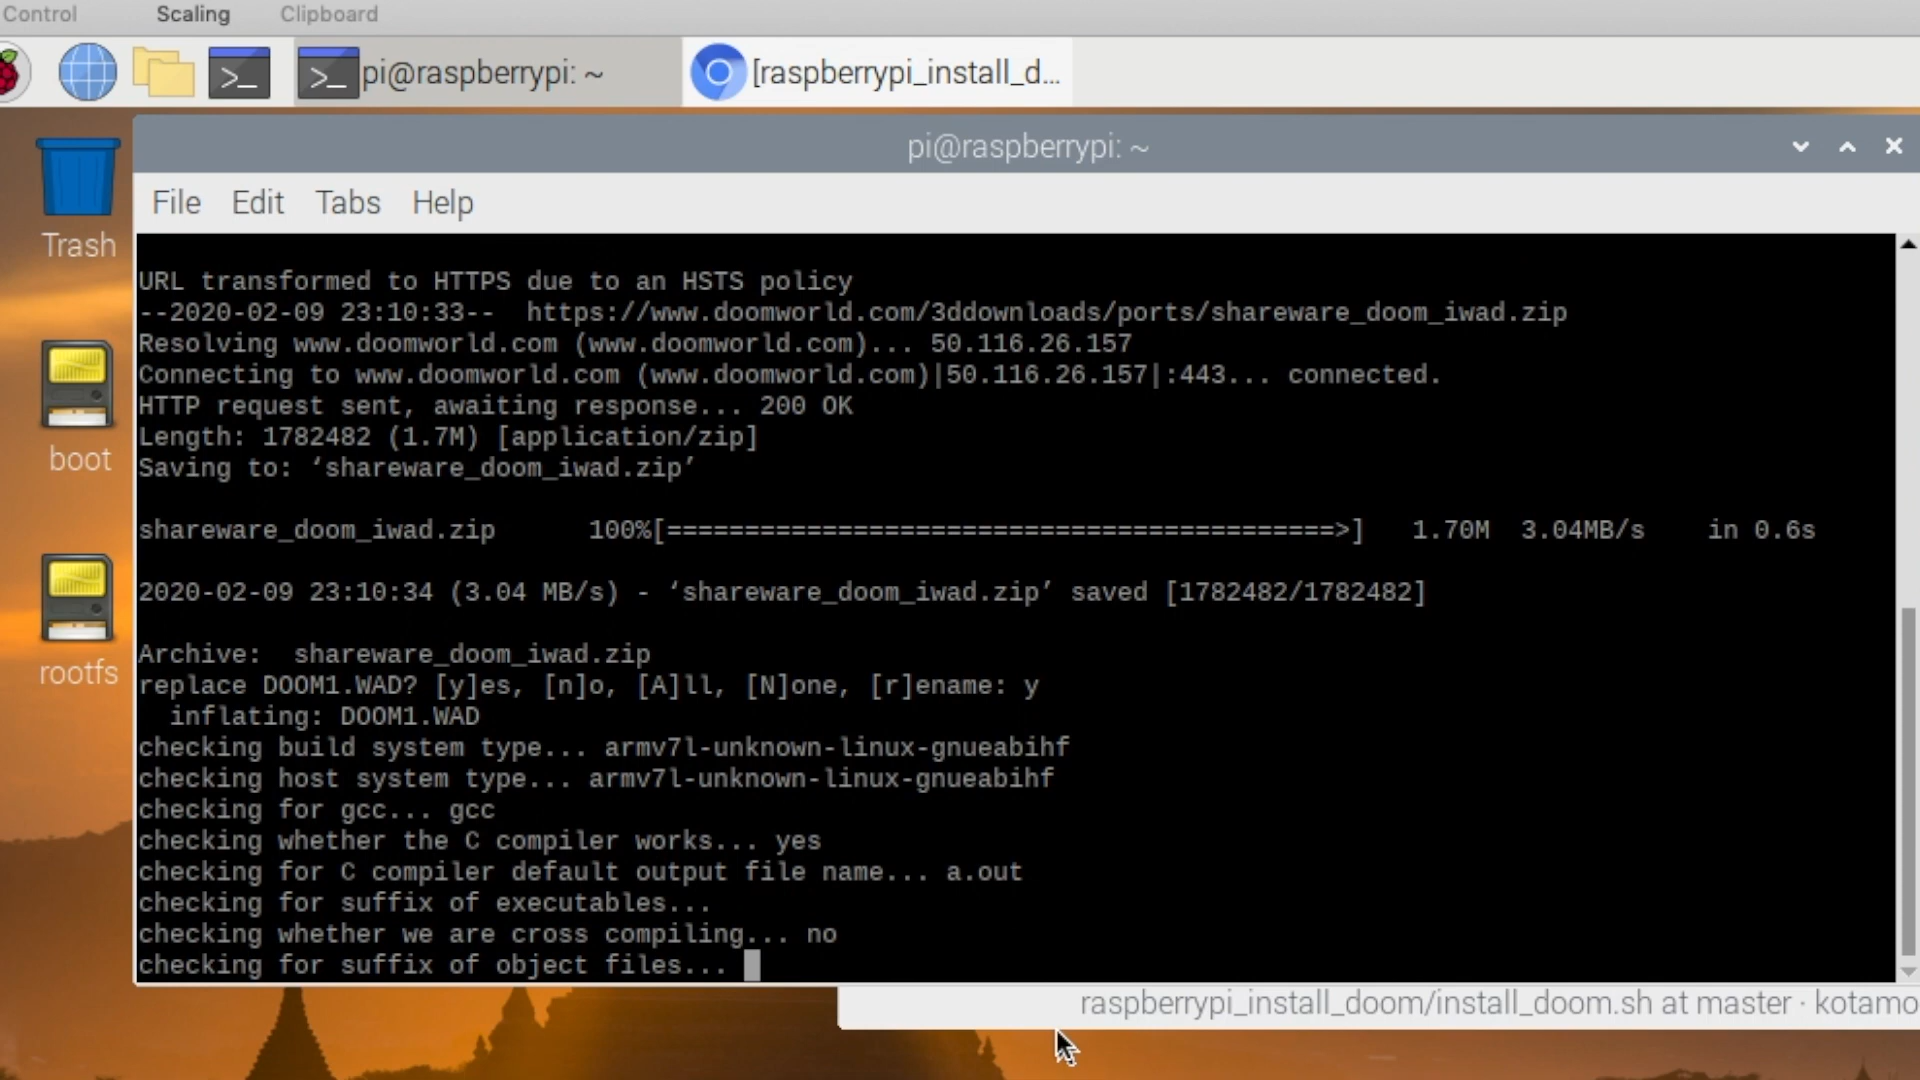 Control Scaling Clipboard
pi@raspberrypi: ~ [raspberrypi_install_d...
pi@raspberrypi: ~
File Edit Tabs Help
Trash
boot
rootfs
URL transformed to HTTPS due to an HSTS policy
--2020-02-09 23:10:33-- https://www.doomworld.com/3ddownloads/ports/shareware_doom_iwad.zip
Resolving www.doomworld.com (www.doomworld.com)... 50.116.26.157
Connecting to www.doomworld.com (www.doomworld.com)|50.116.26.157|:443... connected.
HTTP request sent, awaiting response... 200 OK
Length: 1782482 (1.7M) [application/zip]
Saving to: ‘shareware_doom_iwad.zip’
shareware_doom_iwad.zip 100%[===========================================>] 1.70M 3.04MB/s in 0.6s
2020-02-09 23:10:34 (3.04 MB/s) - ‘shareware_doom_iwad.zip’ saved [1782482/1782482]
Archive: shareware_doom_iwad.zip
replace DOOM1.WAD? [y]es, [n]o, [A]ll, [N]one, [r]ename: y
inflating: DOOM1.WAD
checking build system type... armv7l-unknown-linux-gnueabihf
checking host system type... armv7l-unknown-linux-gnueabihf
checking for gcc... gcc
checking whether the C compiler works... yes
checking for C compiler default output file name... a.out
checking for suffix of executables...
checking whether we are cross compiling... no
checking for suffix of object files...
raspberrypi_install_doom/install_doom.sh at master · kotamo